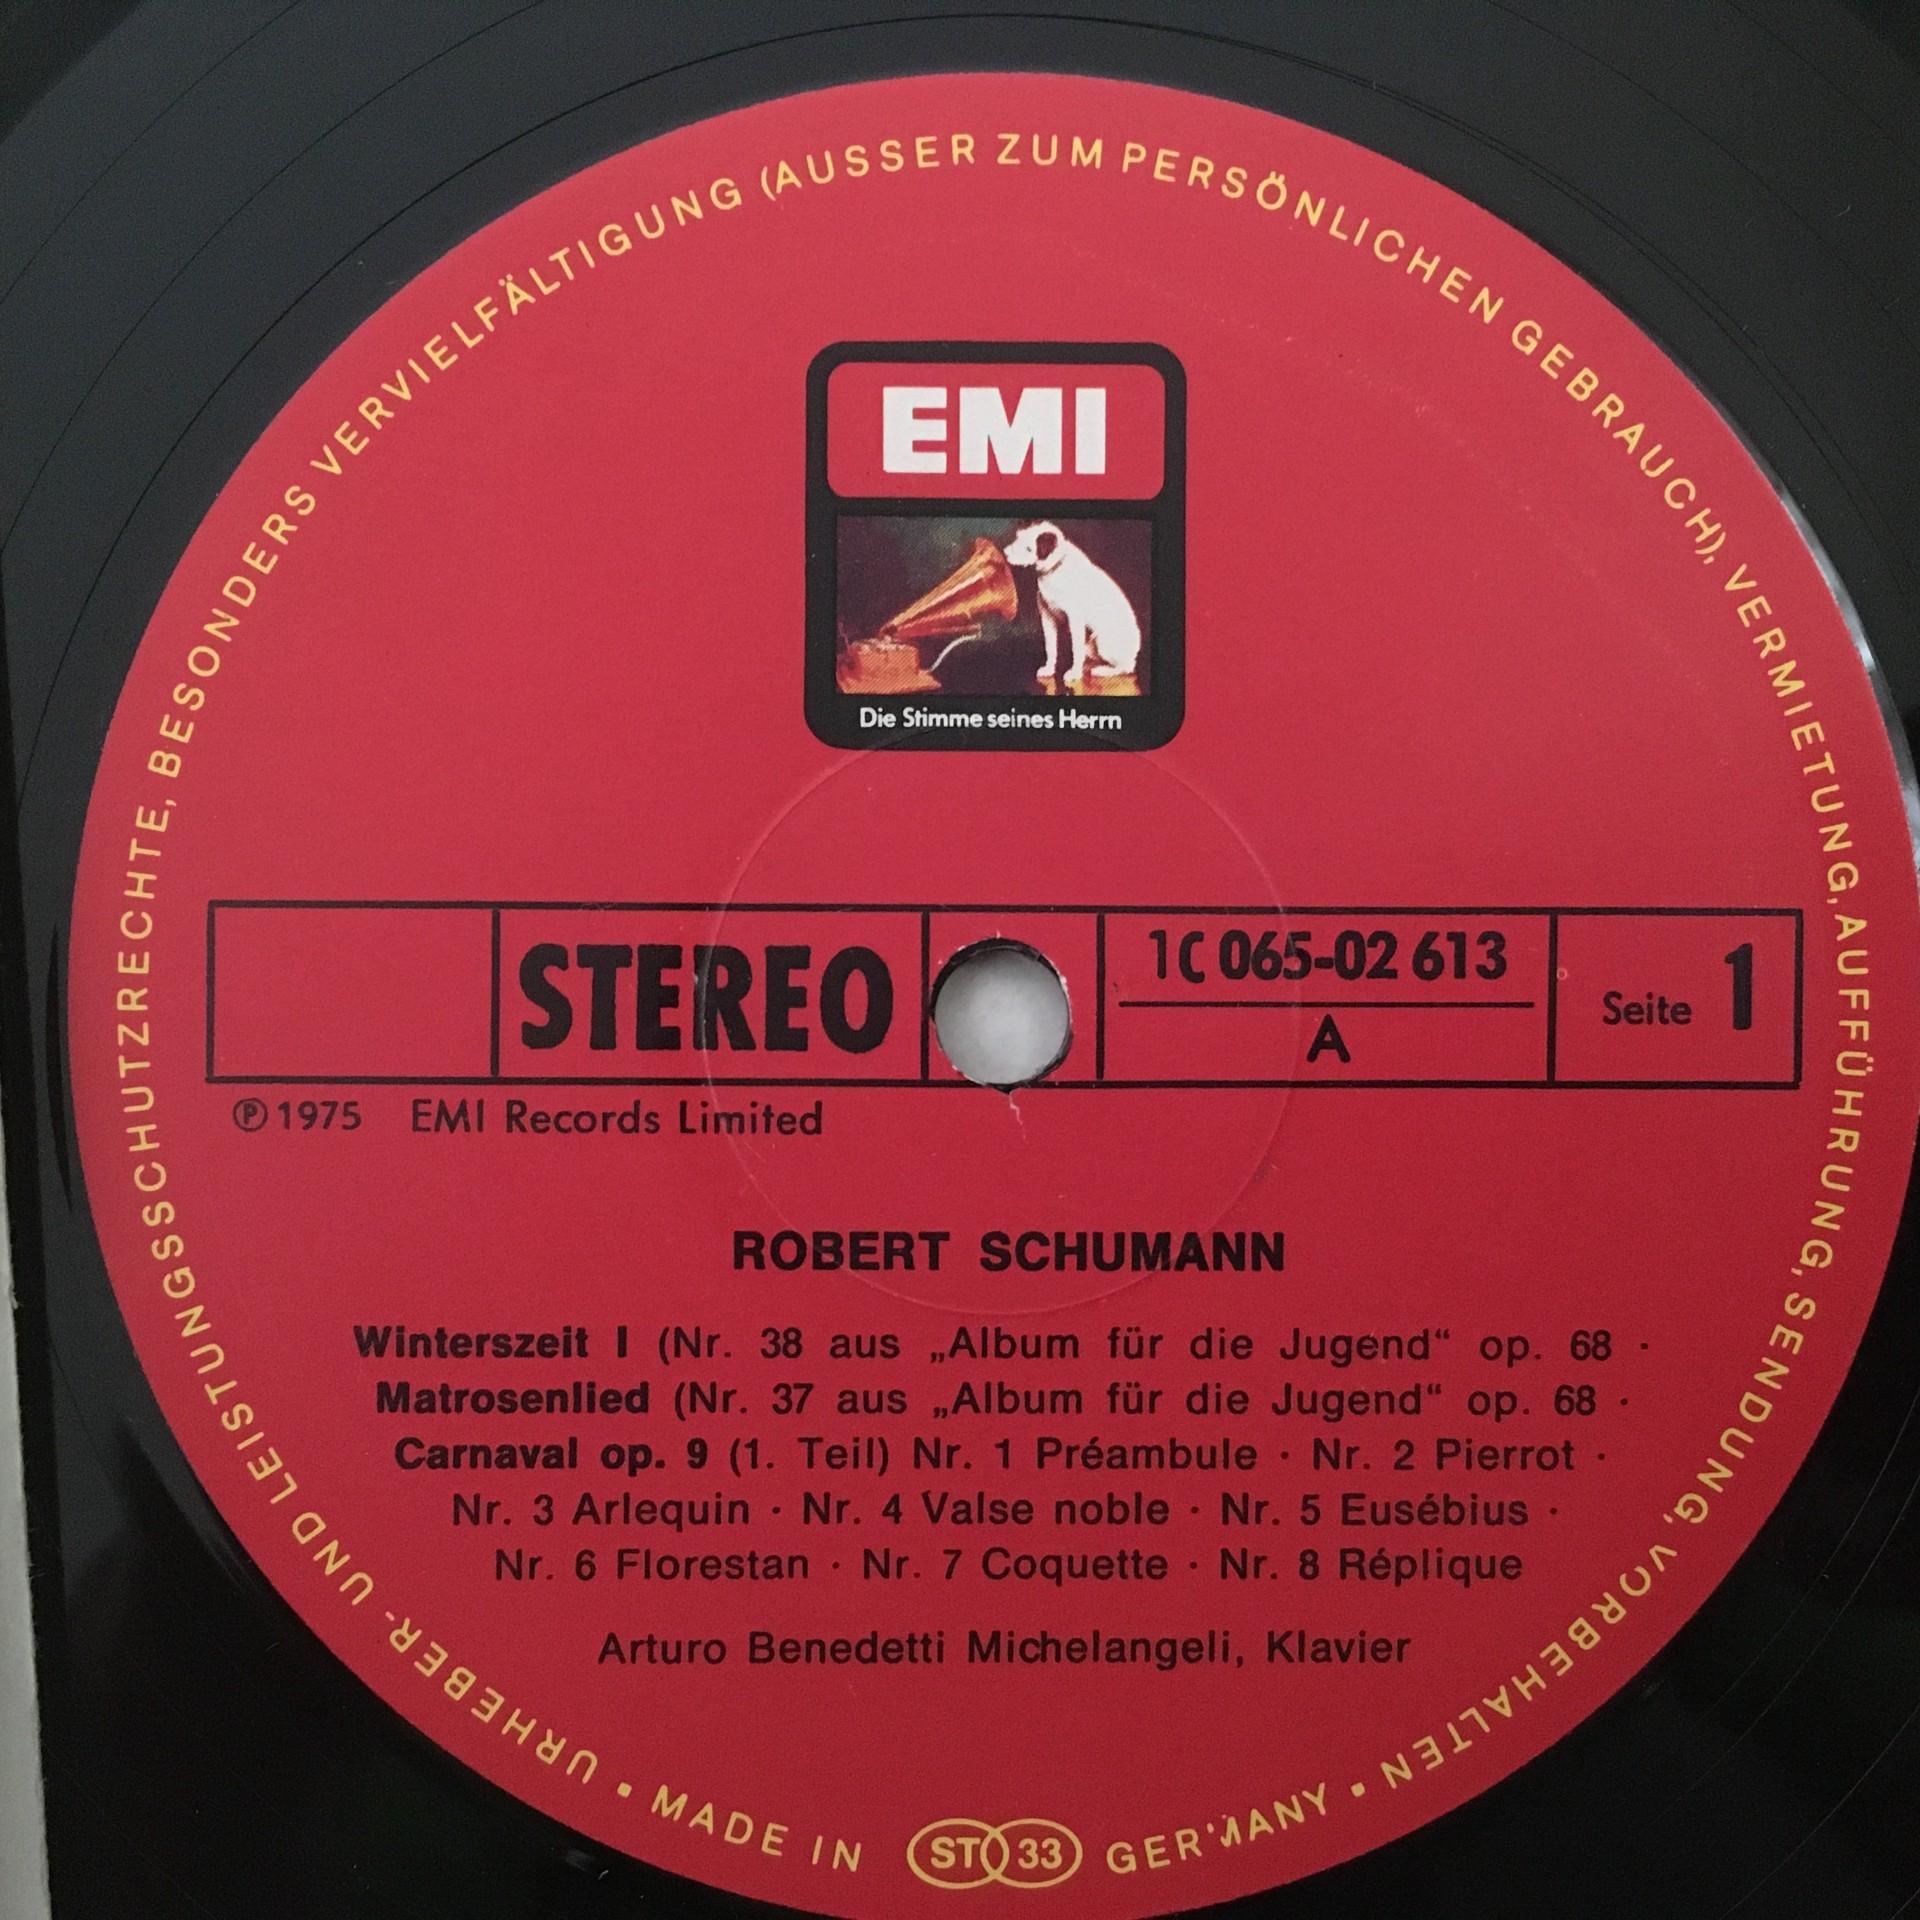 EMI
Die Stimme seines Herrn
STEREO
1C 065-02 613
A
Seite 1
Ⓟ 1975 EMI Records Limited
ROBERT SCHUMANN
Winterszeit I (Nr. 38 aus „Album für die Jugend“ op. 68 ·
Matrosenlied (Nr. 37 aus „Album für die Jugend“ op. 68 ·
Carnaval op. 9 (1. Teil) Nr. 1 Préambule · Nr. 2 Pierrot ·
Nr. 3 Arlequin · Nr. 4 Valse noble · Nr. 5 Eusébius ·
Nr. 6 Florestan · Nr. 7 Coquette · Nr. 8 Réplique
Arturo Benedetti Michelangeli, Klavier
URHEBER- UND LEISTUNGSSCHUTZRECHTE, BESONDERS VERVIELFÄLTIGUNG (AUSSER ZUM PERSÖNLICHEN GEBRAUCH), VERMIETUNG, AUFFÜHRUNG, SENDUNG, VORBEHALTEN •
MADE IN ST 33 GERMANY •